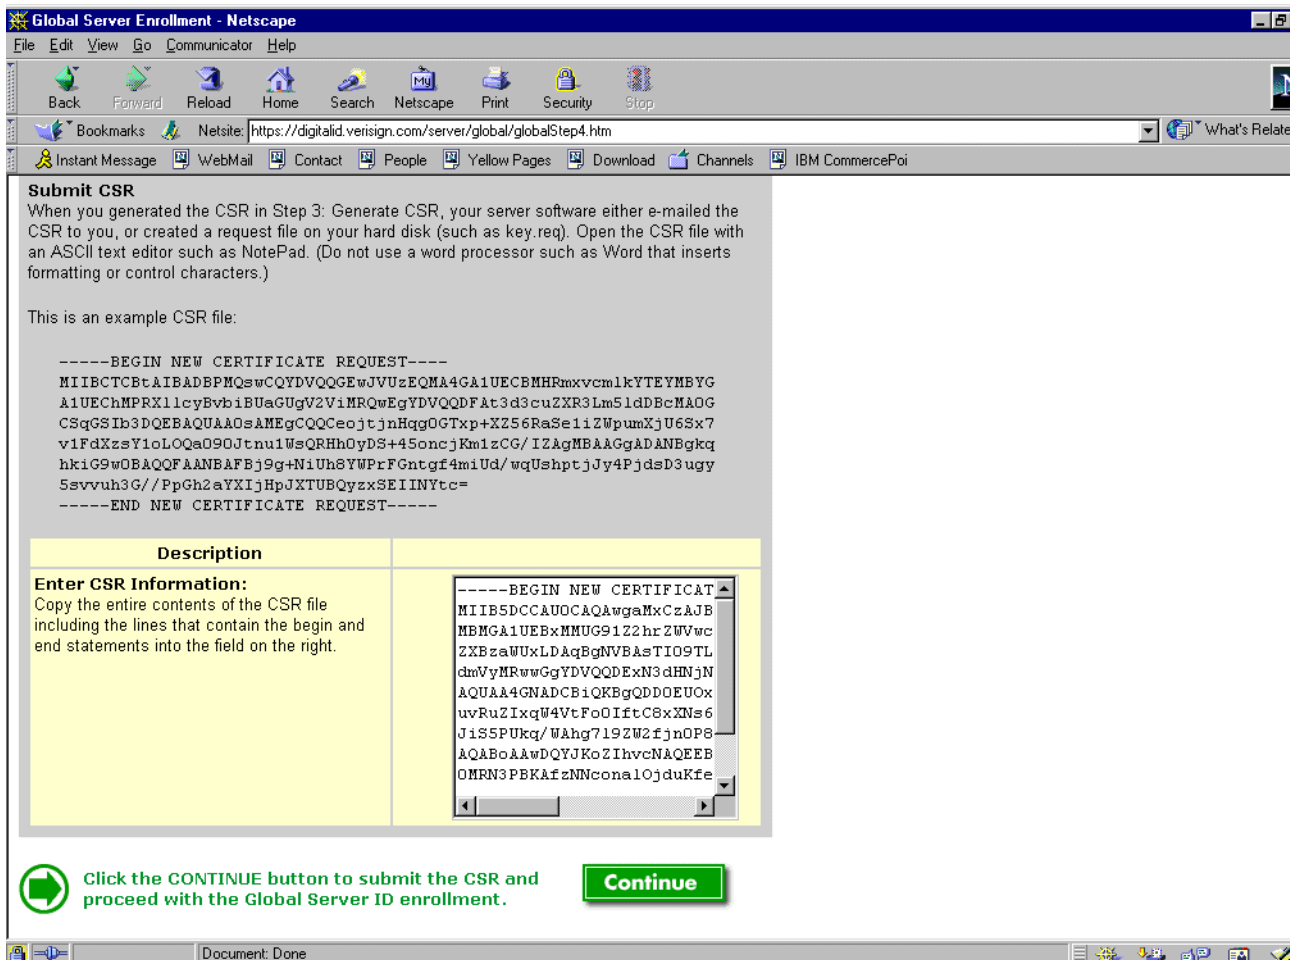 Global Server Enrollment - Netscape
File Edit View Go Communicator Help
Back Forward Reload Home Search Netscape Print Security Stop
Bookmarks Netsite: https://digitalid.verisign.com/server/global/globalStep4.htm What's Relate
Instant Message WebMail Contact People Yellow Pages Download Channels IBM CommercePoi
Submit CSR
When you generated the CSR in Step 3: Generate CSR, your server software either e-mailed the
CSR to you, or created a request file on your hard disk (such as key.req). Open the CSR file with
an ASCII text editor such as NotePad. (Do not use a word processor such as Word that inserts
formatting or control characters.)
This is an example CSR file:
-----BEGIN NEW CERTIFICATE REQUEST----
MIIBCTCBtAIBADBPMQswCQYDVQQGEwJVUzEQMA4GA1UECBMHRmxvcmlkYTEYMBYG
A1UEChMPRX11cyBvbiBUaGUgV2ViMRQwEgYDVQQDFAt3d3cuZXR3Lm51dDBcMA0G
CSqGSIb3DQEBAQUAA0sAMEgCQQCeojtjnHqgOGTxp+XZ56RaSe1iZWpumXjU6Sx7
v1FdXzsY1oLOQaO9OJtnu1WsQRHhOyDS+45oncjKm1zCG/IZAgMBAAGgADANBgkq
hkiG9w0BAQQFAANBAFBj9g+NiUh8YWPrFGntgf4miUd/wqUshptjJy4PjdsD3ugy
5svvuh3G//PpGh2aYXIjHpJXTUBQyzxSEIINYtc=
-----END NEW CERTIFICATE REQUEST-----
Description
Enter CSR Information:
Copy the entire contents of the CSR file
including the lines that contain the begin and
end statements into the field on the right.
-----BEGIN NEW CERTIFICAT
MIIB5DCCAU0CAQAwgaMxCzAJB
MBMGA1UEBxMMUG91Z2hrZWVwc
ZXBzaWUxLDAqBgNVBAsTI09TL
dmVyMRwwGgYDVQQDExN3dHNjN
AQUAA4GNADCBiQKBgQDDOEUOx
uvRuZIxqW4VtFoOIftC8xXNs6
JiS5PUkq/WAhg719ZW2fjnOP8
AQABoAAwDQYJKoZIhvcNAQEEB
OMRN3PBKAfzNNconalOjduKfe
Click the CONTINUE button to submit the CSR and
proceed with the Global Server ID enrollment.
Continue
Document: Done